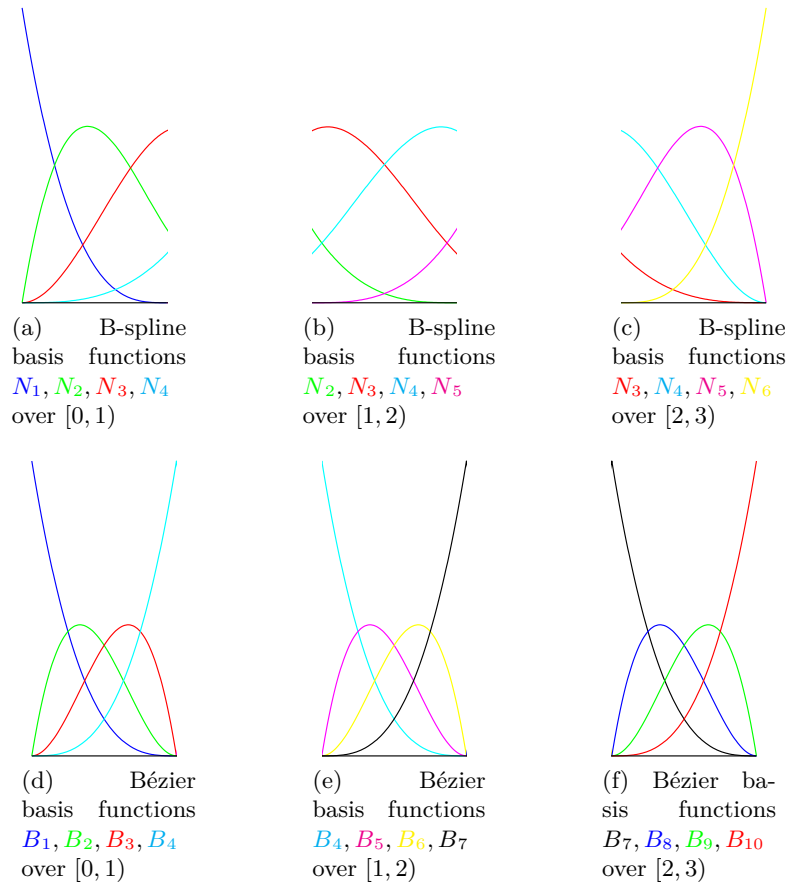 (a) B-spline
basis functions
N₁, N₂, N₃, N₄
over [0, 1)
(b) B-spline
basis functions
N₂, N₃, N₄, N₅
over [1, 2)
(c) B-spline
basis functions
N₃, N₄, N₅, N₆
over [2, 3)
(d) Bézier
basis functions
B₁, B₂, B₃, B₄
over [0, 1)
(e) Bézier
basis functions
B₄, B₅, B₆, B₇
over [1, 2)
(f) Bézier ba-
sis functions
B₇, B₈, B₉, B₁₀
over [2, 3)